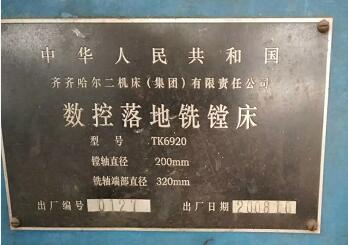 中华人民共和国
齐齐哈尔二机床(集团)有限责任公司
数控落地铣镗床
型号 TK6920
镗轴直径 200mm
铣轴端部直径 320mm
出厂编号 0127 出厂日期 200810